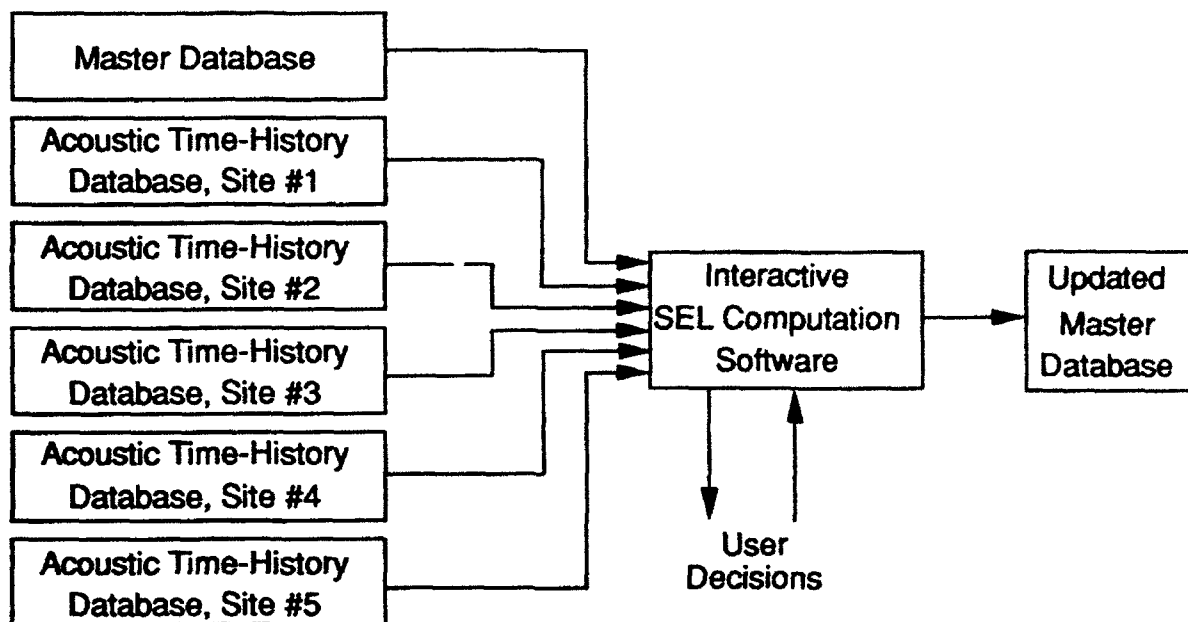 Master Database
Acoustic Time-History
Database, Site #1
Acoustic Time-History
Database, Site #2
Acoustic Time-History
Database, Site #3
Acoustic Time-History
Database, Site #4
Acoustic Time-History
Database, Site #5
Interactive
SEL Computation
Software
User
Decisions
Updated
Master
Database